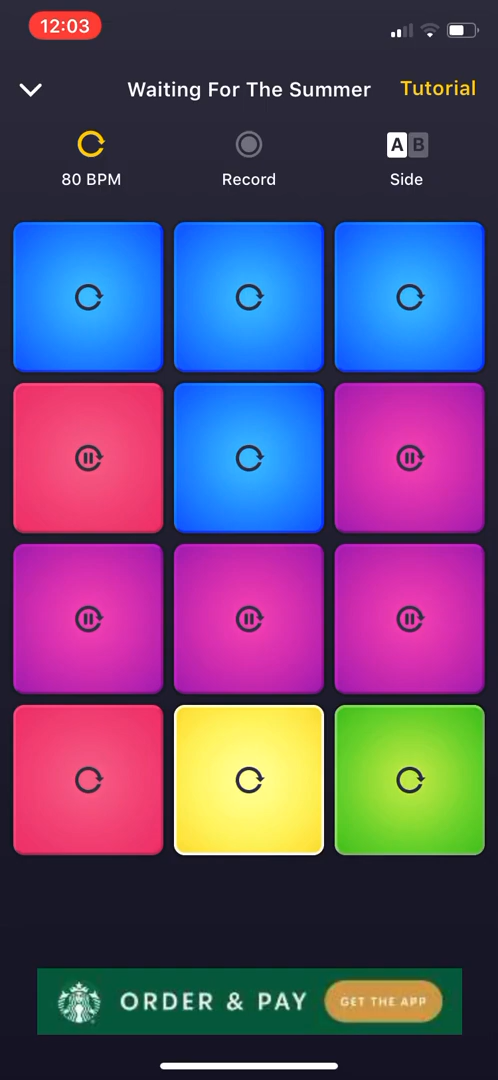 12:03
Waiting For The Summer
Tutorial
A B
80 BPM
Record
Side
ORDER & PAY
GET THE APP